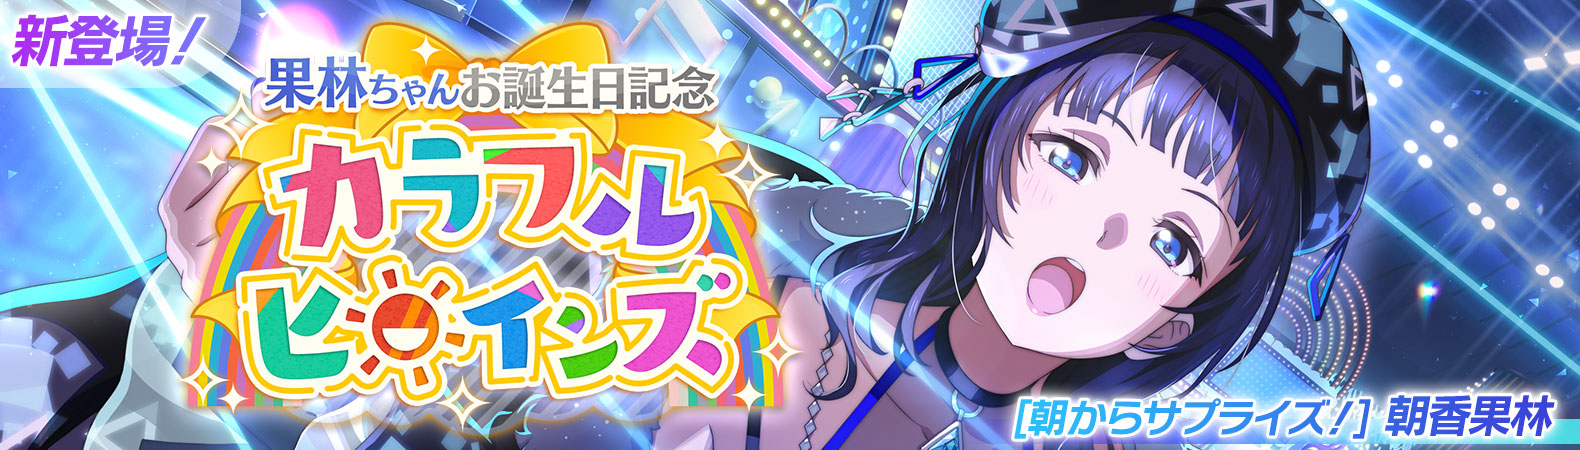 新登場！
果林ちゃんお誕生日記念
カラフル
ヒロインズ
[朝からサプライズ！] 朝香果林